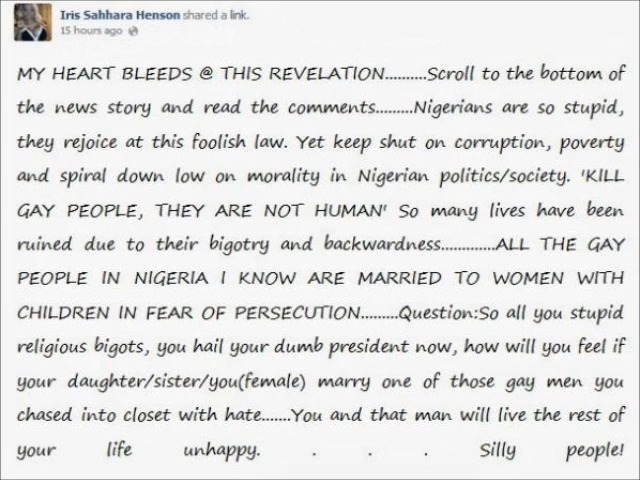 Iris Sahhara Henson shared a link.
15 hours ago
MY HEART BLEEDS @ THIS REVELATION..........Scroll to the bottom of
the news story and read the comments.........Nigerians are so stupid,
they rejoice at this foolish law. Yet keep shut on corruption, poverty
and spiral down low on morality in Nigerian politics/society. 'KILL
GAY PEOPLE, THEY ARE NOT HUMAN' So many lives have been
ruined due to their bigotry and backwardness.............ALL THE GAY
PEOPLE IN NIGERIA I KNOW ARE MARRIED TO WOMEN WITH
CHILDREN IN FEAR OF PERSECUTION.........Question:So all you stupid
religious bigots, you hail your dumb president now, how will you feel if
your daughter/sister/you(female) marry one of those gay men you
chased into closet with hate.......You and that man will live the rest of
your life unhappy. . . . Silly people!